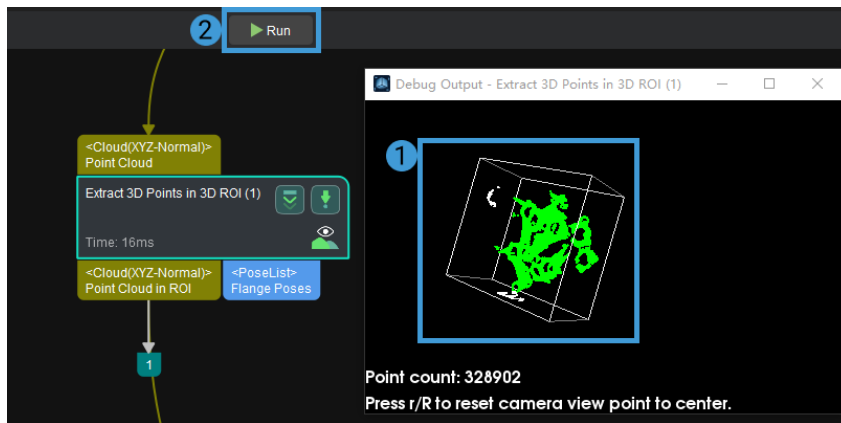 2
Run
Debug Output - Extract 3D Points in 3D ROI (1)
1
<Cloud(XYZ-Normal)>
Point Cloud
Extract 3D Points in 3D ROI (1)
Time: 16ms
<Cloud(XYZ-Normal)>
Point Cloud in ROI
<PoseList>
Flange Poses
1
Point count: 328902
Press r/R to reset camera view point to center.